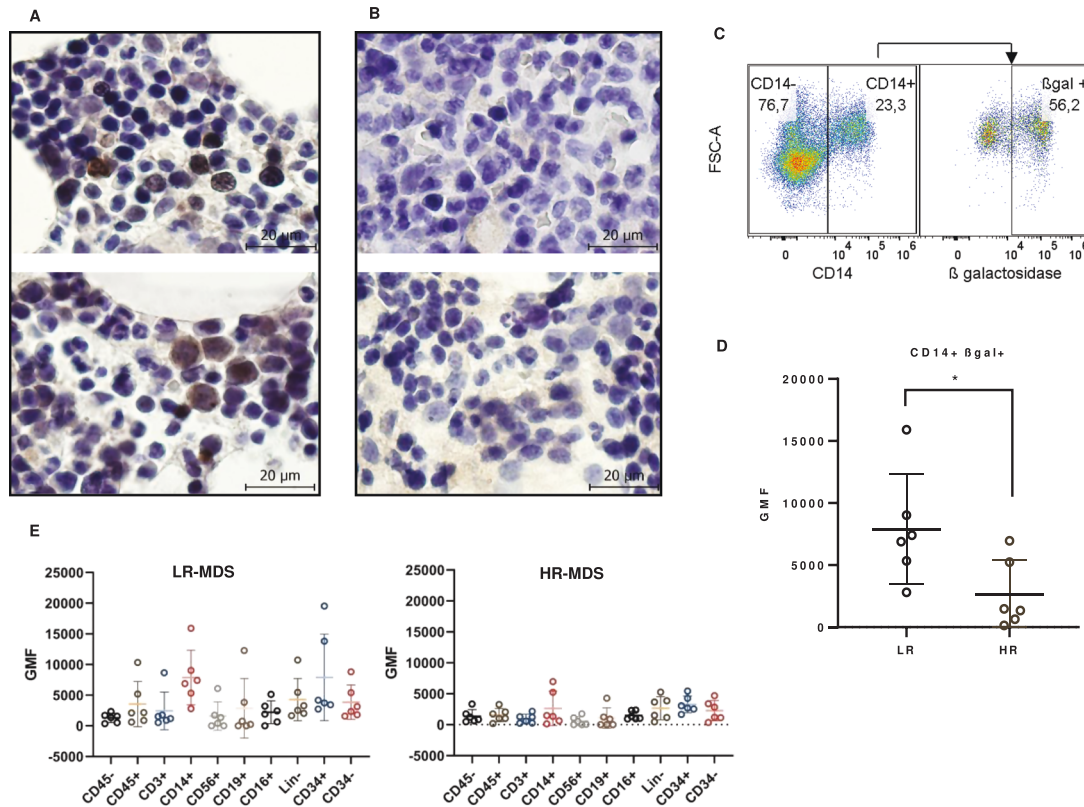 A
B
C
20 µm
20 µm
20 µm
20 µm
CD14-
76,7
CD14+
23,3
ßgal +
56,2
FSC-A
0 10^4 10^5 10^6
CD14
0 10^4 10^5 10^6
ß galactosidase
D
CD14+ ßgal+
*
20000
15000
10000
5000
0
GMF
LR HR
E
LR-MDS
25000
20000
15000
10000
5000
0
-5000
GMF
CD45- CD45+ CD3+ CD14+ CD56+ CD19+ CD16+ Lin- CD34+ CD34-
HR-MDS
25000
20000
15000
10000
5000
0
-5000
GMF
CD45- CD45+ CD3+ CD14+ CD56+ CD19+ CD16+ Lin- CD34+ CD34-